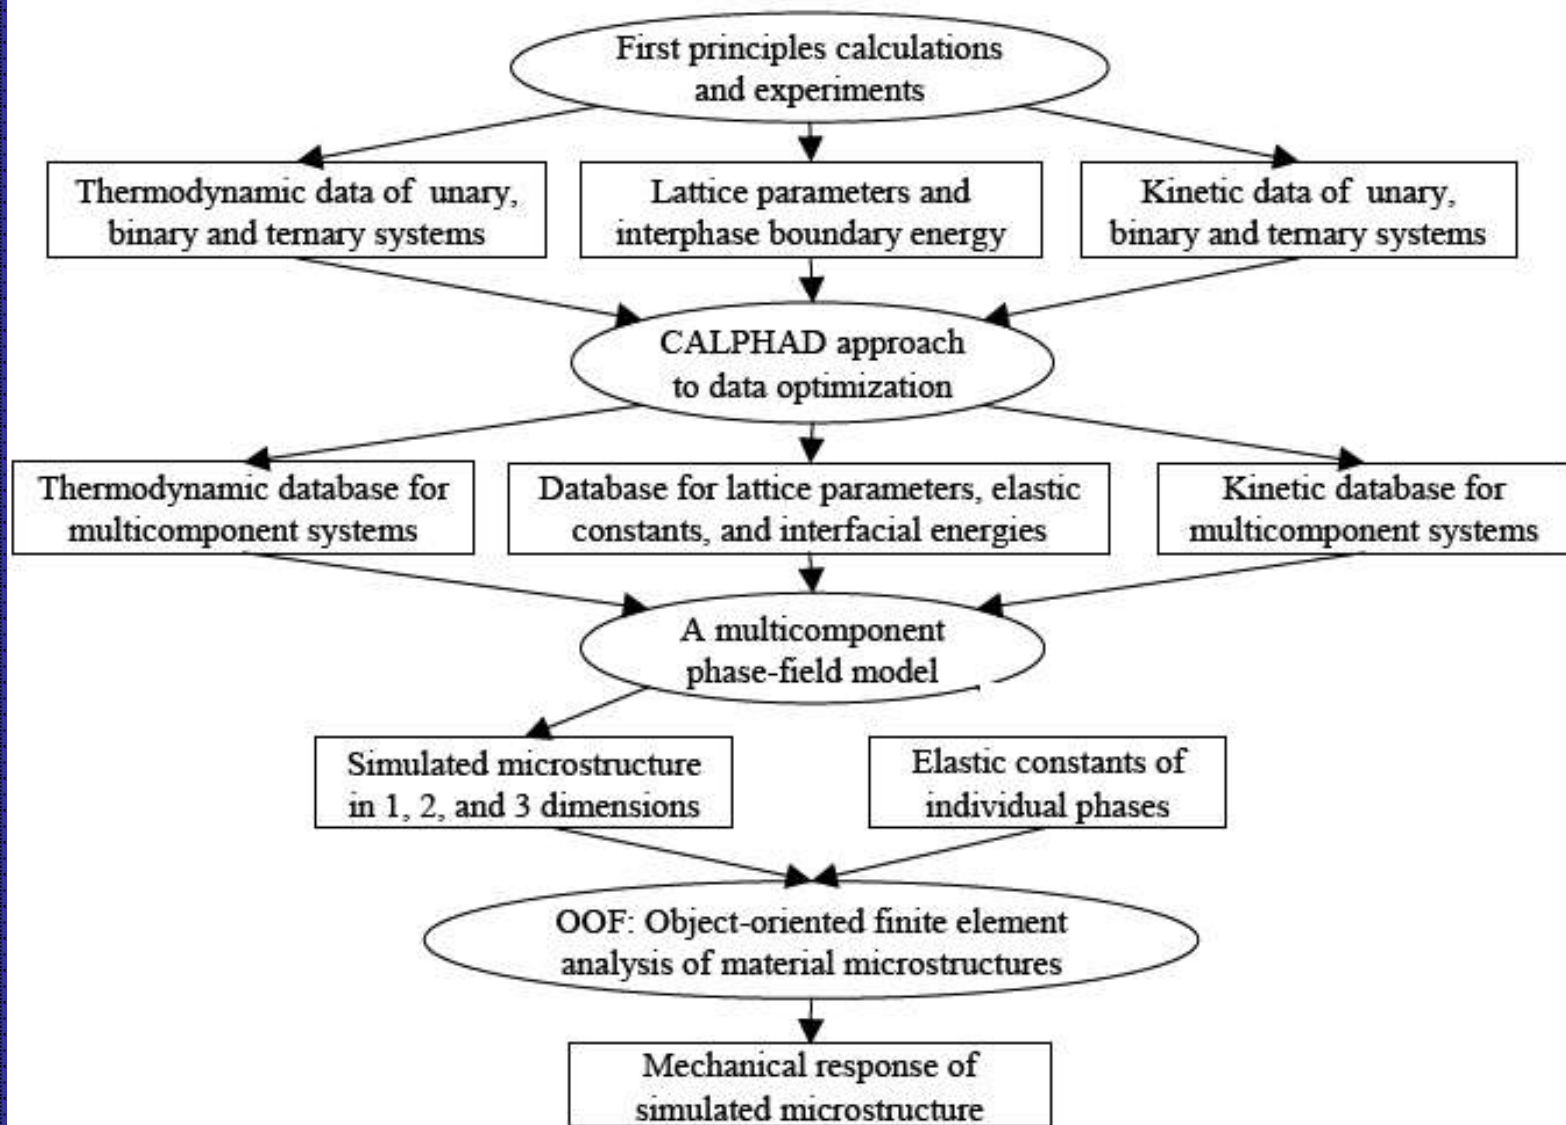 First principles calculations
and experiments
Thermodynamic data of unary,
binary and ternary systems
Lattice parameters and
interphase boundary energy
Kinetic data of unary,
binary and ternary systems
CALPHAD approach
to data optimization
Thermodynamic database for
multicomponent systems
Database for lattice parameters, elastic
constants, and interfacial energies
Kinetic database for
multicomponent systems
A multicomponent
phase-field model
Simulated microstructure
in 1, 2, and 3 dimensions
Elastic constants of
individual phases
OOF: Object-oriented finite element
analysis of material microstructures
Mechanical response of
simulated microstructure